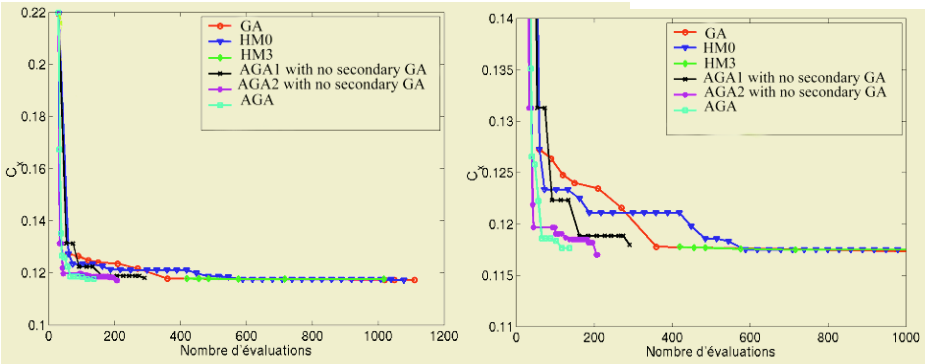 0.22
0.12
0.2
0.16
0.14
0.12
0.1
Cx
GA
HM0
HM3
AGA1 with no secondary GA
AGA2 with no secondary GA
AGA
0 200 400 600 800 1000 1200
Nombre d'évaluations
0.14
0.135
0.13
0.125
0.12
0.115
0.11
Cx
GA
HM0
HM3
AGA1 with no secondary GA
AGA2 with no secondary GA
AGA
0 200 400 600 800 1000
Nombre d'évaluations